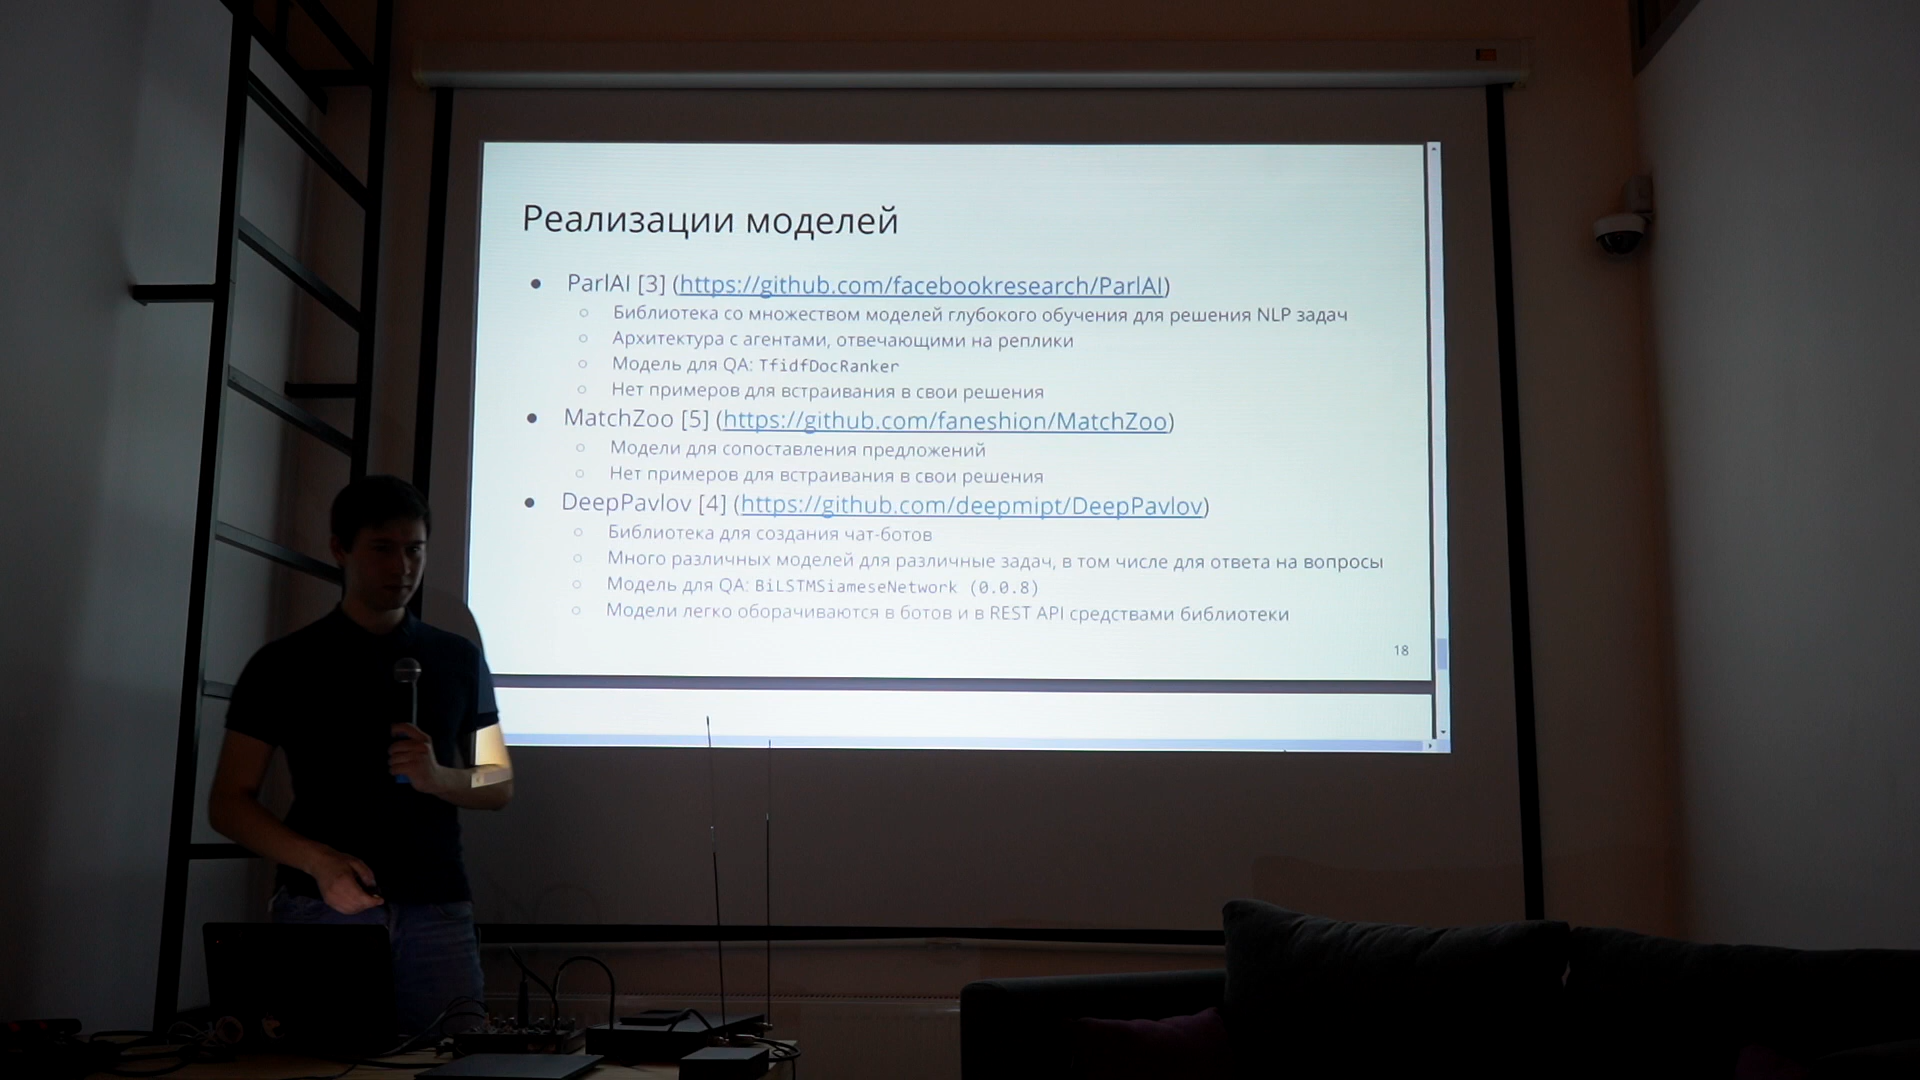 Реализации моделей
● ParlAI [3] (https://github.com/facebookresearch/ParlAI)
○ Библиотека со множеством моделей глубокого обучения для решения NLP задач
○ Архитектура с агентами, отвечающими на реплики
○ Модель для QA: TfidfDocRanker
○ Нет примеров для встраивания в свои решения
● MatchZoo [5] (https://github.com/faneshion/MatchZoo)
○ Модели для сопоставления предложений
○ Нет примеров для встраивания в свои решения
● DeepPavlov [4] (https://github.com/deepmipt/DeepPavlov)
○ Библиотека для создания чат-ботов
○ Много различных моделей для различные задач, в том числе для ответа на вопросы
○ Модель для QA: BiLSTMSiameseNetwork (0.0.8)
○ Модели легко оборачиваются в ботов и в REST API средствами библиотеки
18